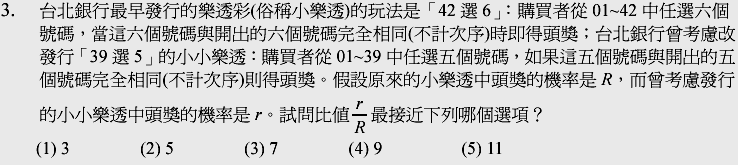 3. 台北銀行最早發行的樂透彩(俗稱小樂透)的玩法是「42 選 6」：購買者從 01~42 中任選六個
號碼，當這六個號碼與開出的六個號碼完全相同(不計次序)時即得頭獎；台北銀行曾考慮改
發行「39 選 5」的小小樂透：購買者從 01~39 中任選五個號碼，如果這五個號碼與開出的五
個號碼完全相同(不計次序)則得頭獎。假設原來的小樂透中頭獎的機率是 R，而曾考慮發行
的小小樂透中頭獎的機率是 r。試問比值 r/R 最接近下列哪個選項？
(1) 3 (2) 5 (3) 7 (4) 9 (5) 11